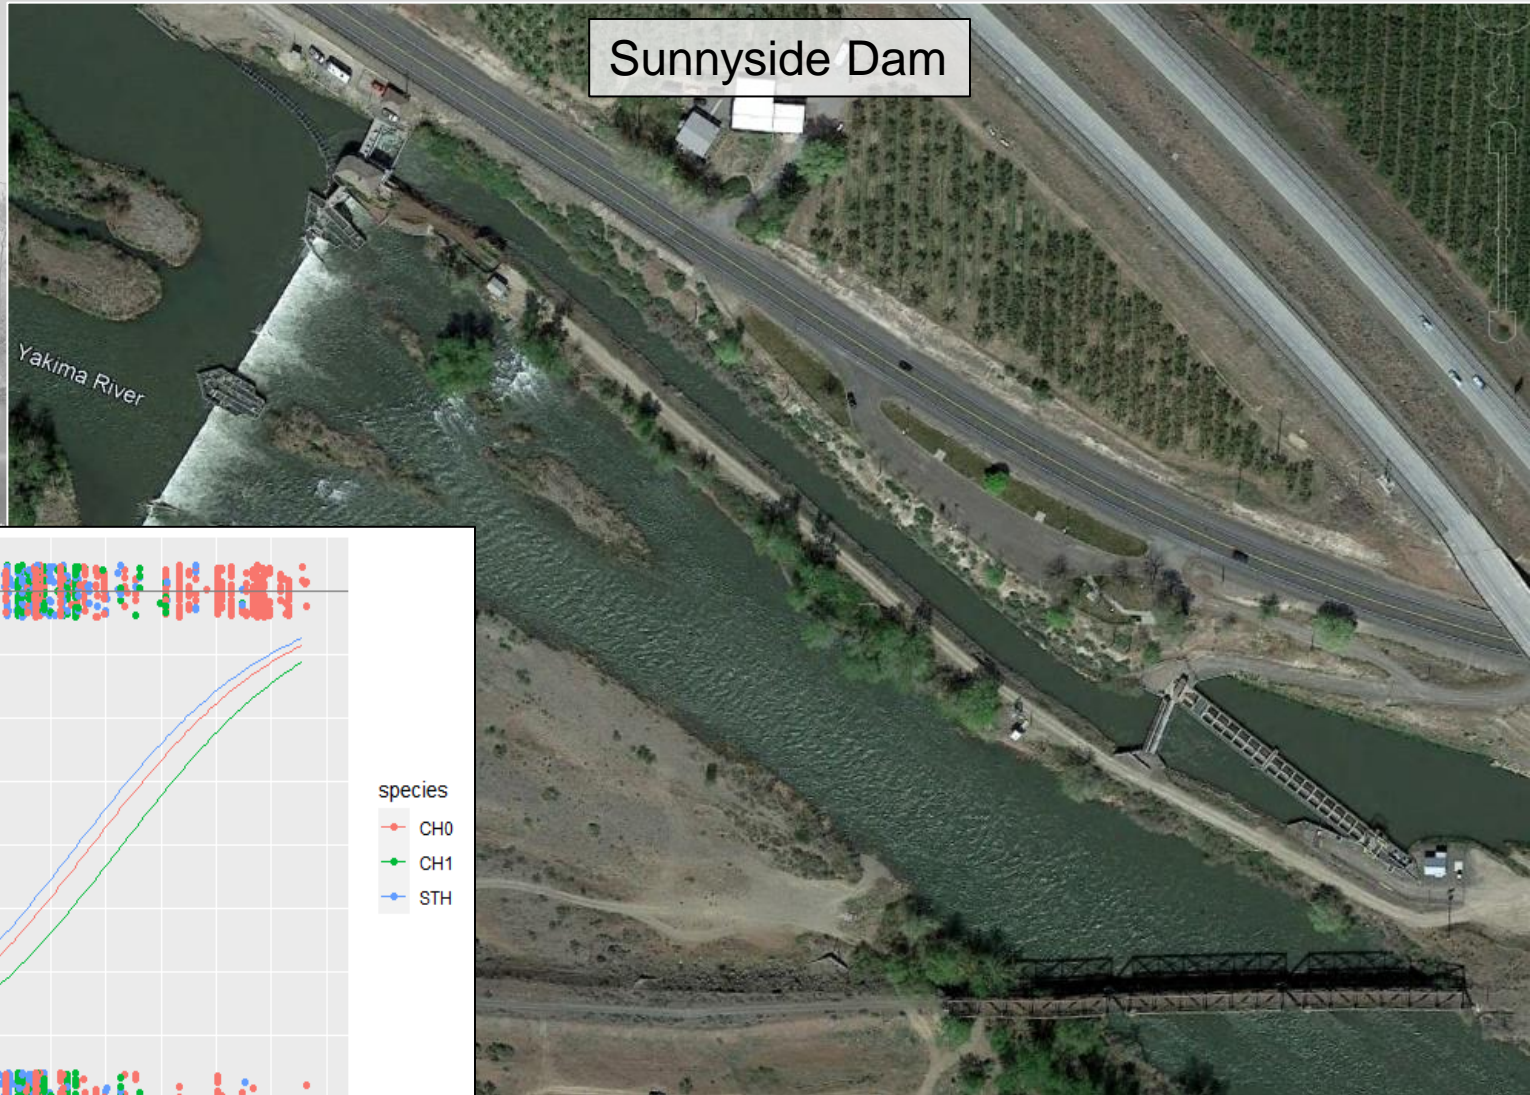 Sunnyside Dam
Yakima River
species
CH0
CH1
STH